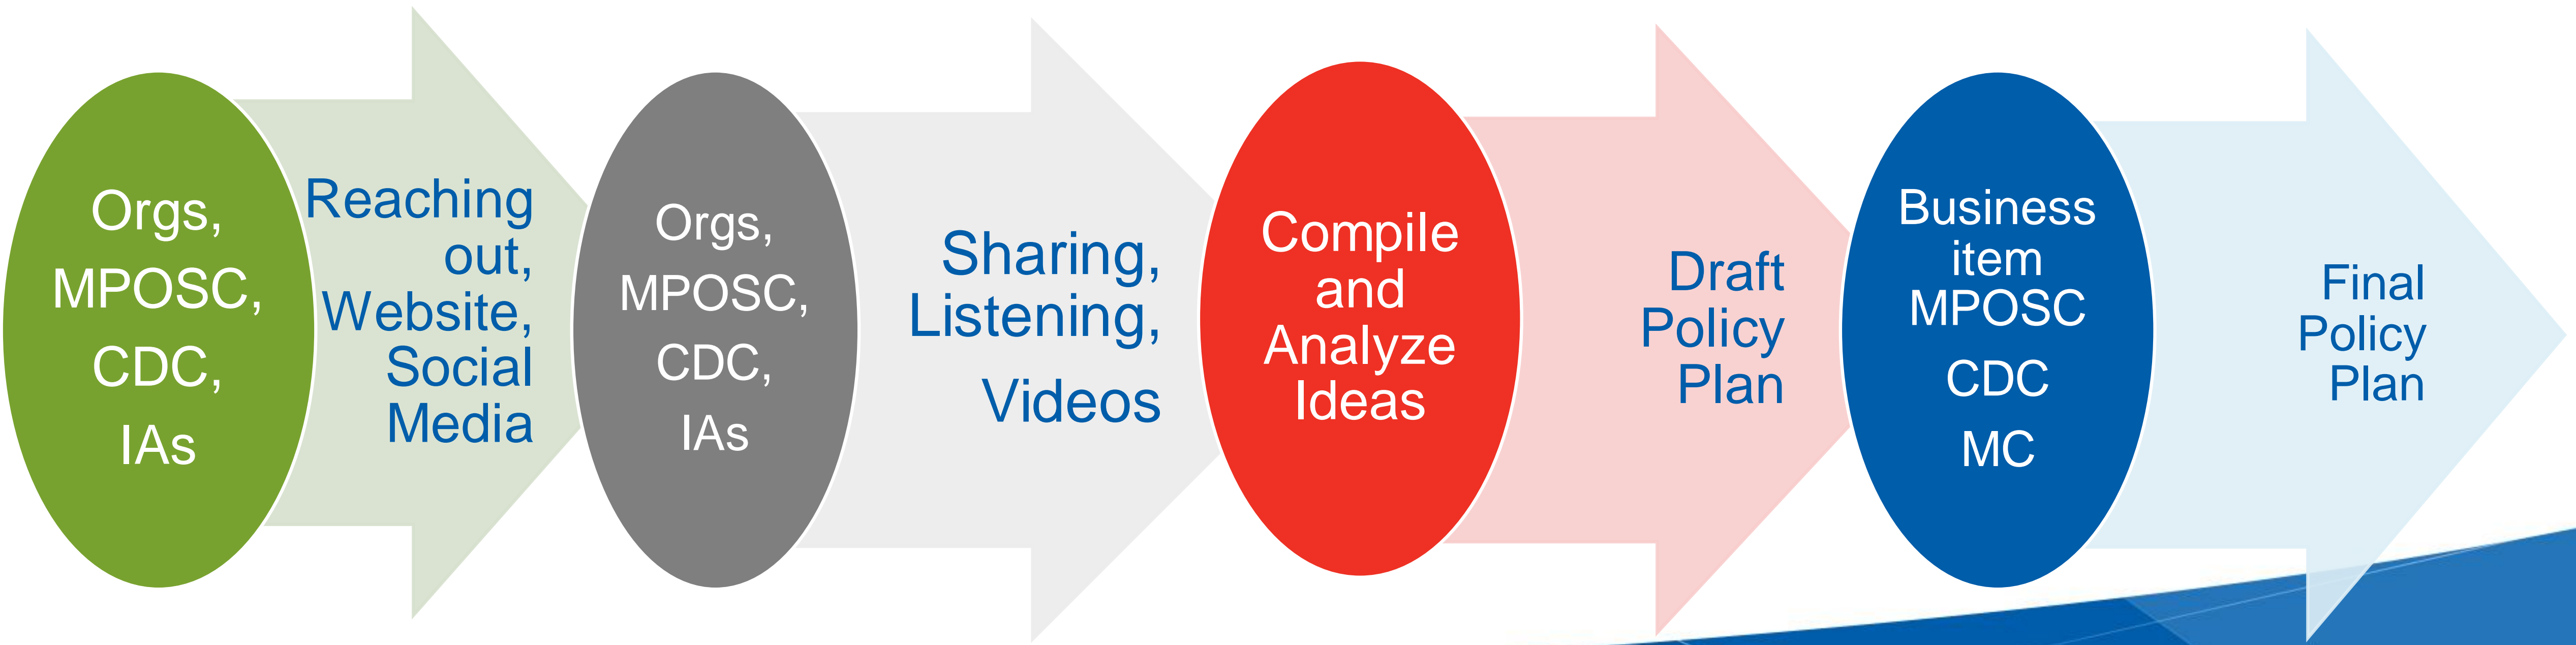 Orgs,
MPOSC,
CDC,
IAs
Reaching
out,
Website,
Social
Media
Orgs,
MPOSC,
CDC,
IAs
Sharing,
Listening,
Videos
Compile
and
Analyze
Ideas
Draft
Policy
Plan
Business
item
MPOSC
CDC
MC
Final
Policy
Plan